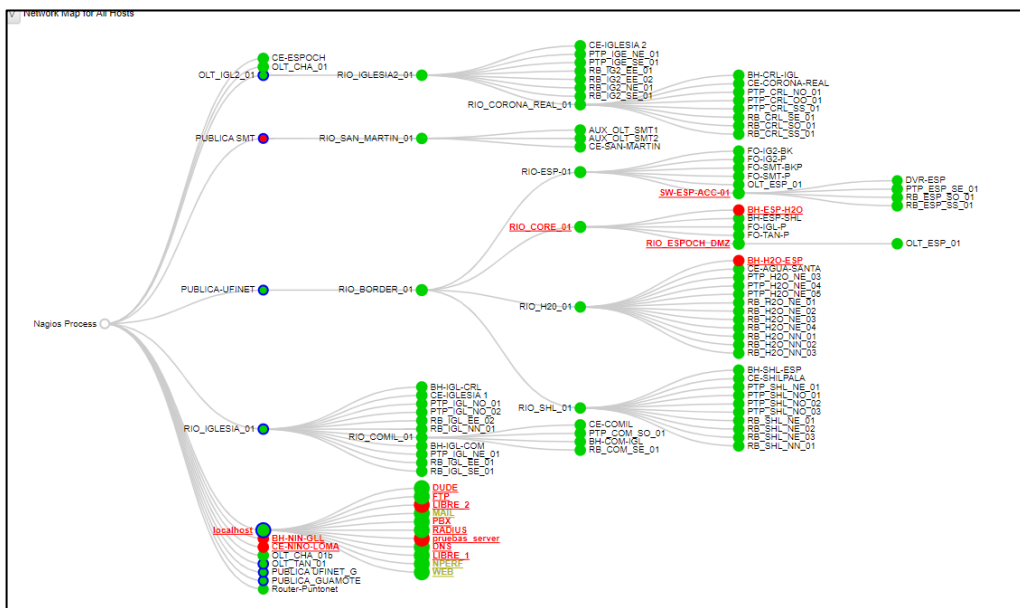 Network Map for All Hosts
CE-ESPOCH
OLT_CHA_01
OLT_IGL2_01
RIO_IGLESIA2_01
CE-IGLESIA 2
PTP_IGE_NE_01
PTP_IGE_SE_01
RB_IG2_EE_01
RB_IG2_EE_02
RB_IG2_NE_01
RB_IG2_SE_01
RIO_CORONA_REAL_01
BH-CRL-IGL
CE-CORONA-REAL
PTP_CRL_NO_01
PTP_CRL_OO_01
PTP_CRL_SS_01
RB_CRL_SE_01
RB_CRL_SO_01
RB_CRL_SS_01
PUBLICA SMT
RIO_SAN_MARTIN_01
AUX_OLT_SMT1
AUX_OLT_SMT2
CE-SAN-MARTIN
PUBLICA-UFINET
RIO_BORDER_01
RIO-ESP-01
FO-IG2-BK
FO-IG2-P
FO-SMT-BKP
FO-SMT-P
OLT_ESP_01
SW-ESP-ACC-01
DVR-ESP
PTP_ESP_SE_01
RB_ESP_SO_01
RB_ESP_SS_01
RIO_CORE_01
BH-ESP-H2O
BH-ESP-SHL
FO-IGL-P
FO-TAN-P
RIO_ESPOCH_DMZ
OLT_ESP_01
RIO_H20_01
BH-H2O-ESP
CE-AGUA-SANTA
PTP_H2O_NE_03
PTP_H2O_NE_04
PTP_H2O_NE_05
RB_H2O_NE_01
RB_H2O_NE_02
RB_H2O_NE_03
RB_H2O_NE_04
RB_H2O_NN_01
RB_H2O_NN_02
RB_H2O_NN_03
RIO_SHL_01
BH-SHL-ESP
CE-SHILPALA
PTP_SHL_NE_01
PTP_SHL_NO_01
PTP_SHL_NO_02
PTP_SHL_NO_03
RB_SHL_NE_01
RB_SHL_NE_02
RB_SHL_NE_03
RB_SHL_NN_01
Nagios Process
RIO_IGLESIA_01
BH-IGL-CRL
CE-IGLESIA 1
PTP_IGL_NO_01
PTP_IGL_NO_02
RB_IGL_EE_02
RB_IGL_NN_01
RIO_COMIL_01
CE-COMIL
PTP_COM_SO_01
BH-COM-IGL
RB_COM_SE_01
BH-IGL-COM
PTP_IGL_NE_01
RB_IGL_EE_01
RB_IGL_SE_01
localhost
DUDE
FTP
LIBRE_2
MAIL
PBX
RADIUS
pruebas_server
DNS
LIBRE_1
NPERF
WEB
BH-NIN-GLL
CE-NINO-LOMA
OLT_CHA_01b
OLT_TAN_01
PUBLICA UFINET_G
PUBLICA_GUAMOTE
Router-Puntonet